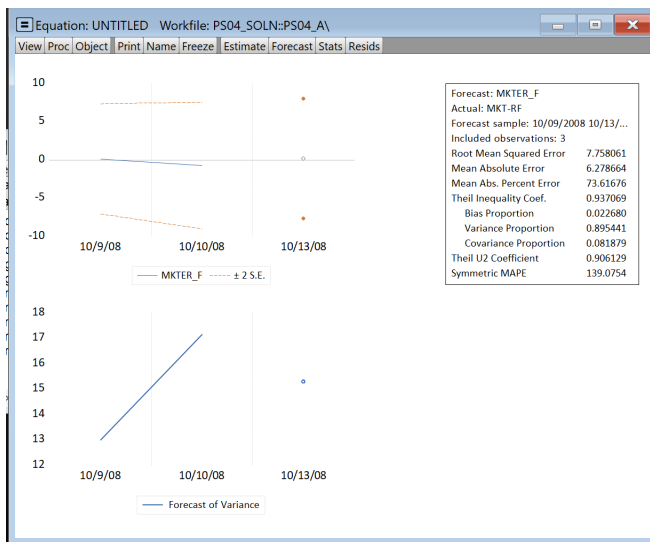 Equation: UNTITLED Workfile: PS04_SOLN::PS04_A\
View Proc Object Print Name Freeze Estimate Forecast Stats Resids
10
5
0
-5
-10
10/9/08 10/10/08 10/13/08
MKTER_F ± 2 S.E.
Forecast: MKTER_F
Actual: MKT-RF
Forecast sample: 10/09/2008 10/13/...
Included observations: 3
Root Mean Squared Error 7.758061
Mean Absolute Error 6.278664
Mean Abs. Percent Error 73.61676
Theil Inequality Coef. 0.937069
Bias Proportion 0.022680
Variance Proportion 0.895441
Covariance Proportion 0.081879
Theil U2 Coefficient 0.906129
Symmetric MAPE 139.0754
18
17
16
15
14
13
12
10/9/08 10/10/08 10/13/08
Forecast of Variance